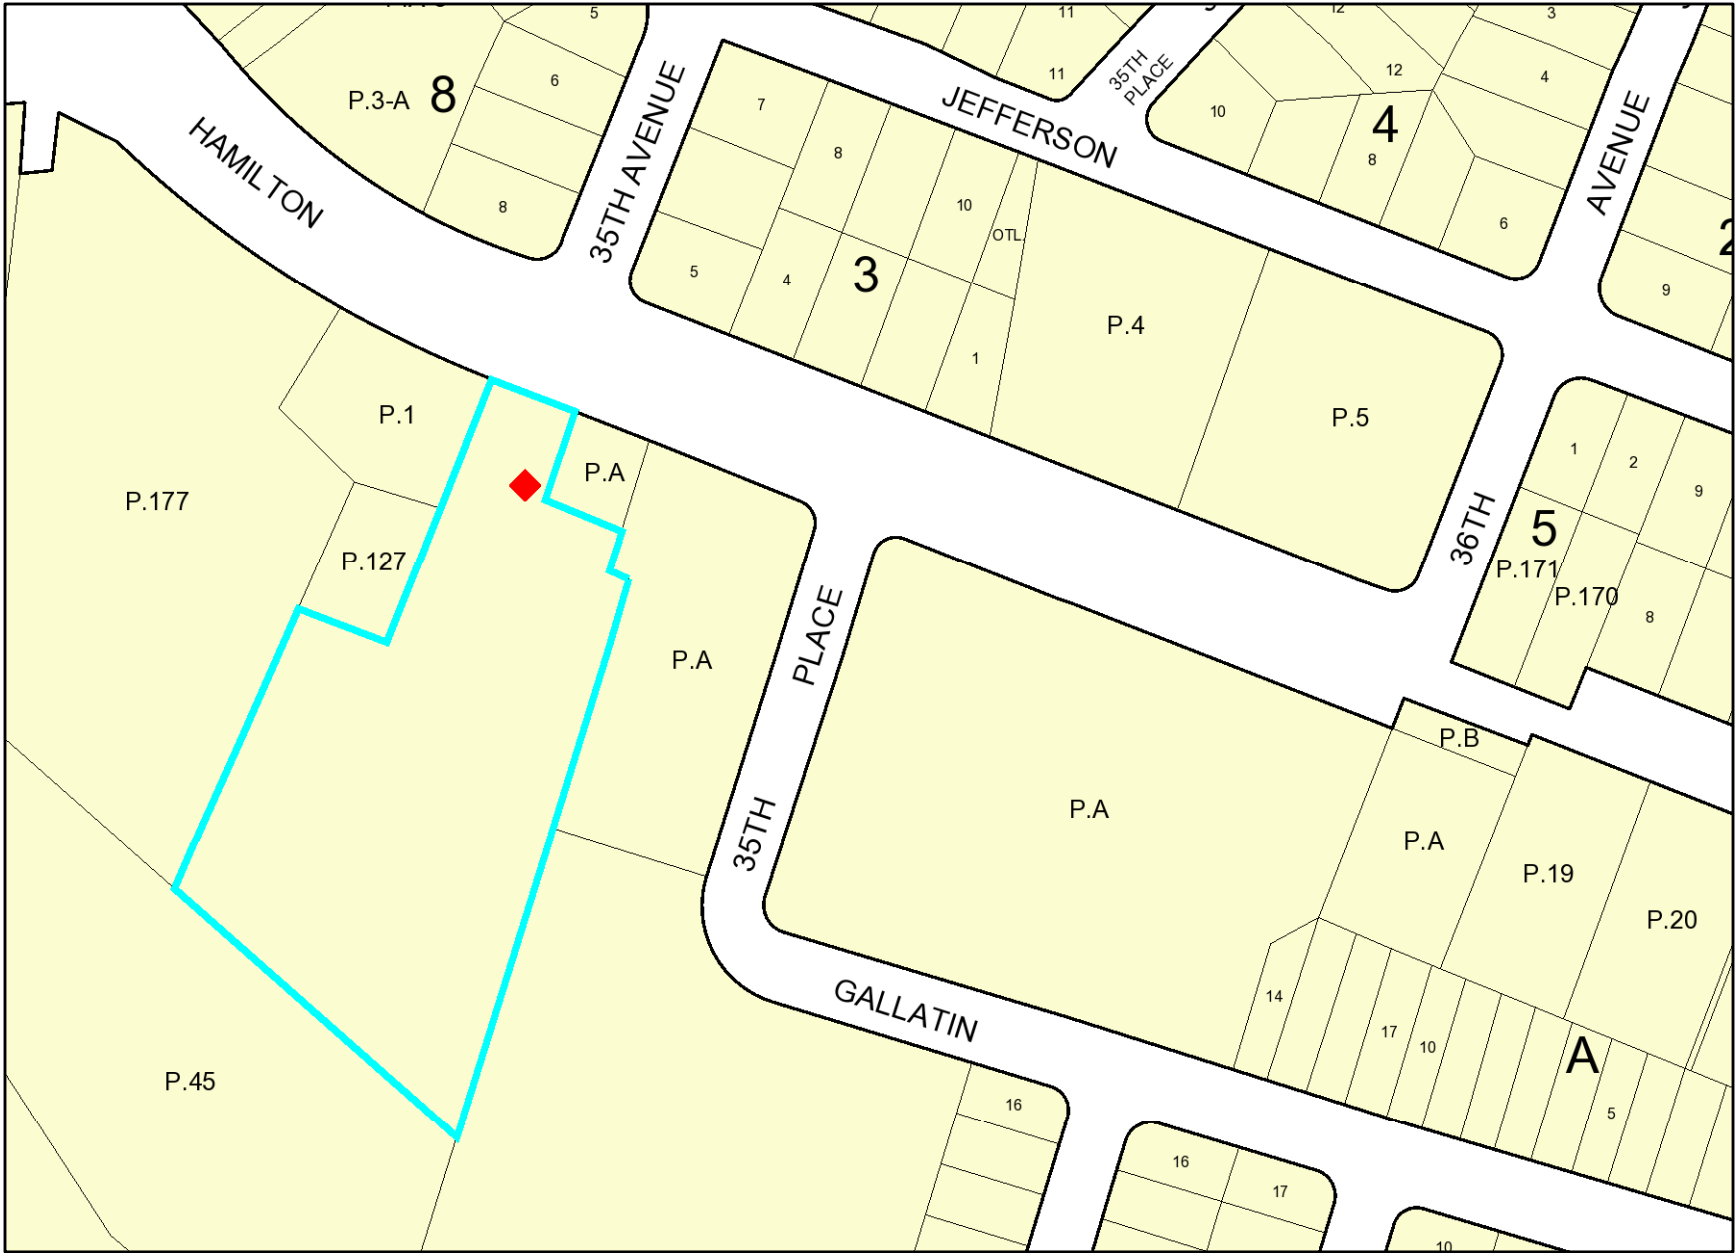 5
11
12
3
P.3-A
8
6
8
35TH AVENUE
7
8
10
OTL
5
4
3
1
JEFFERSON
11
35TH
PLACE
10
12
4
8
4
6
AVENUE
2
9
HAMILTON
P.4
P.5
P.1
P.A
P.177
P.127
P.A
36TH
1
2
9
5
P.171
P.170
8
PLACE
35TH
P.A
P.B
P.A
P.19
P.20
GALLATIN
14
17
10
A
5
P.45
16
16
17
10